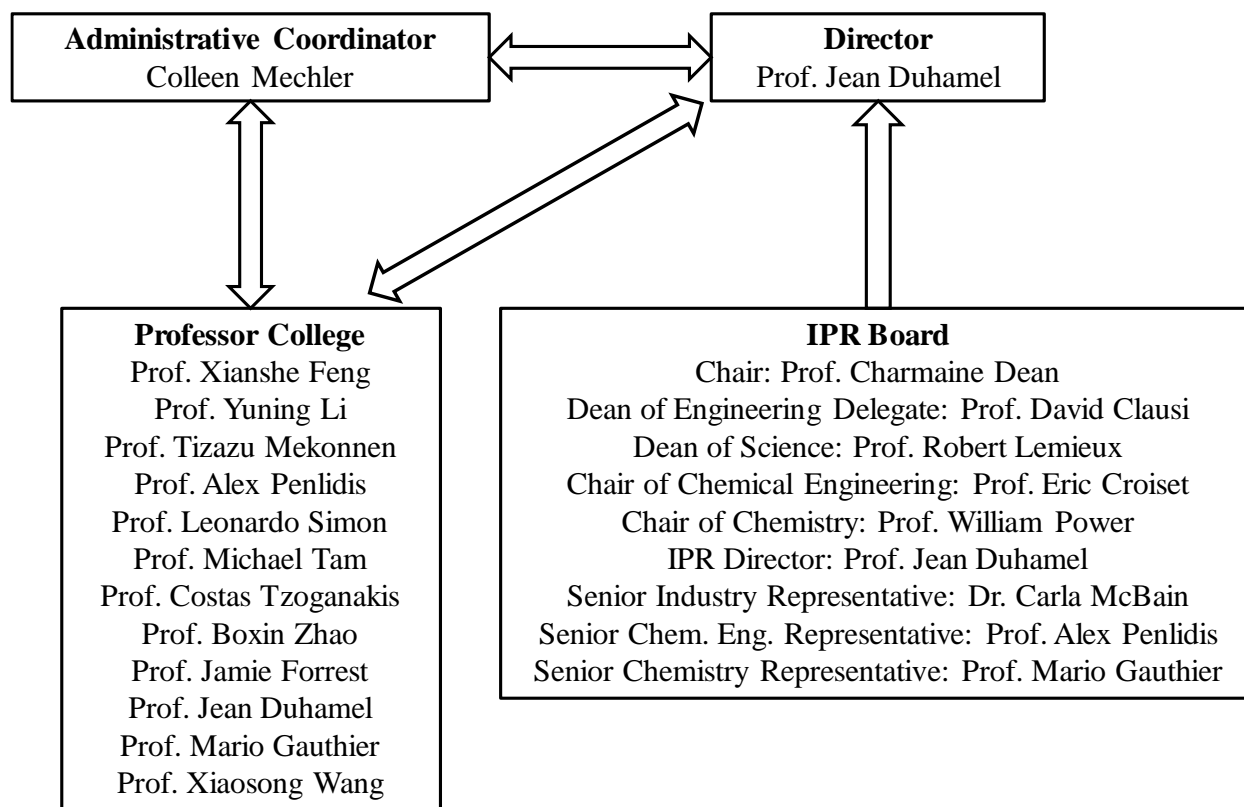 Administrative Coordinator
Colleen Mechler
Director
Prof. Jean Duhamel
Professor College
Prof. Xianshe Feng
Prof. Yuning Li
Prof. Tizazu Mekonnen
Prof. Alex Penlidis
Prof. Leonardo Simon
Prof. Michael Tam
Prof. Costas Tzoganakis
Prof. Boxin Zhao
Prof. Jamie Forrest
Prof. Jean Duhamel
Prof. Mario Gauthier
Prof. Xiaosong Wang
IPR Board
Chair: Prof. Charmaine Dean
Dean of Engineering Delegate: Prof. David Clausi
Dean of Science: Prof. Robert Lemieux
Chair of Chemical Engineering: Prof. Eric Croiset
Chair of Chemistry: Prof. William Power
IPR Director: Prof. Jean Duhamel
Senior Industry Representative: Dr. Carla McBain
Senior Chem. Eng. Representative: Prof. Alex Penlidis
Senior Chemistry Representative: Prof. Mario Gauthier